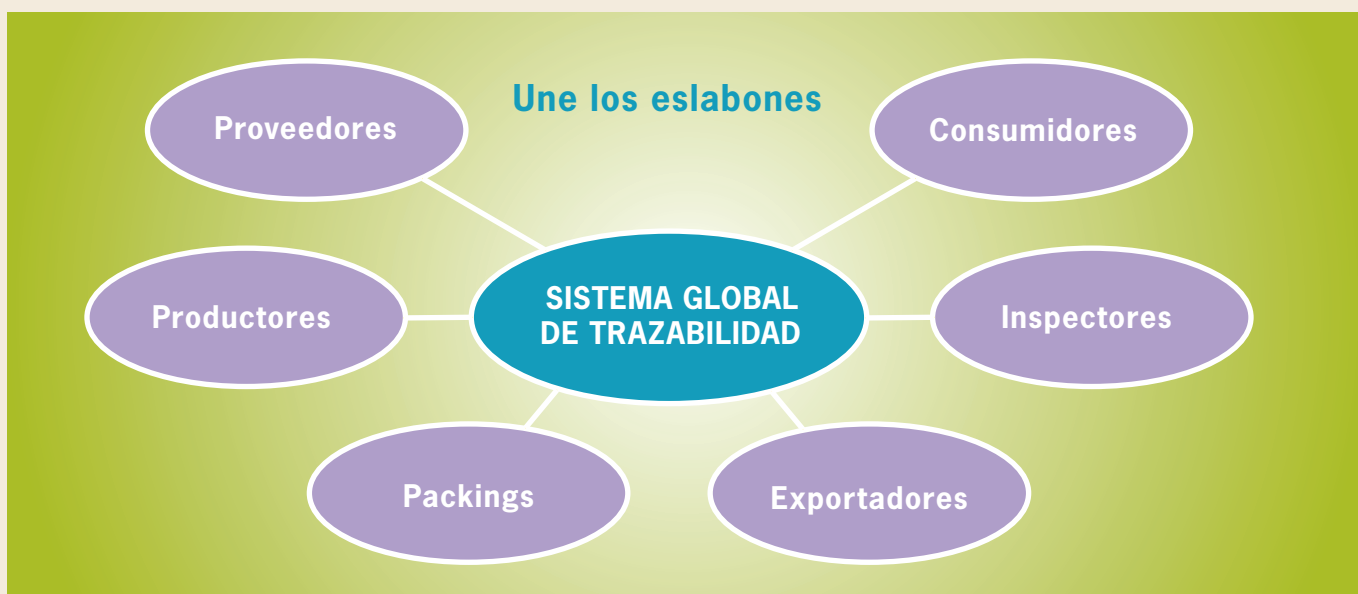 Une los eslabones
Proveedores
Consumidores
SISTEMA GLOBAL
DE TRAZABILIDAD
Productores
Inspectores
Packings
Exportadores